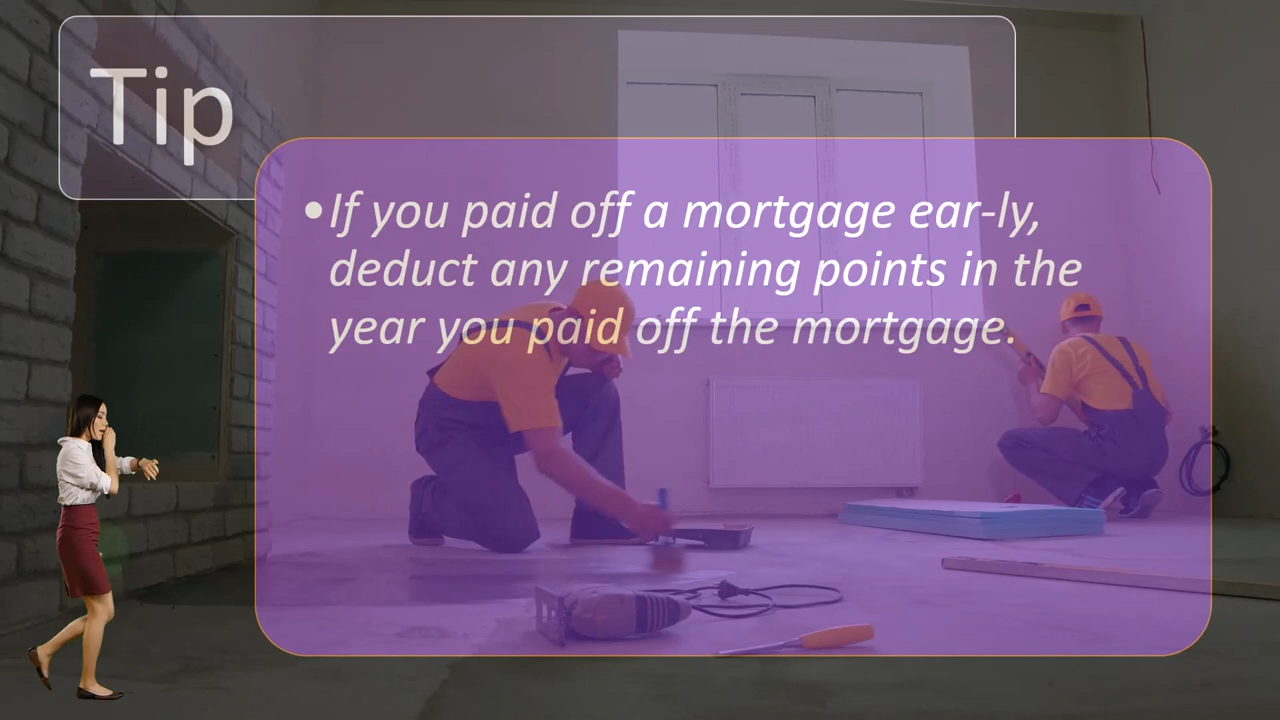 Tip
•If you paid off a mortgage ear-ly,
deduct any remaining points in the
year you paid off the mortgage.